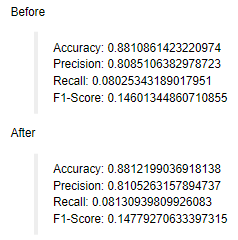 Before
Accuracy: 0.8810861423220974
Precision: 0.8085106382978723
Recall: 0.08025343189017951
F1-Score: 0.14601344860710855
After
Accuracy: 0.8812199036918138
Precision: 0.8105263157894737
Recall: 0.08130939809926083
F1-Score: 0.14779270633397315